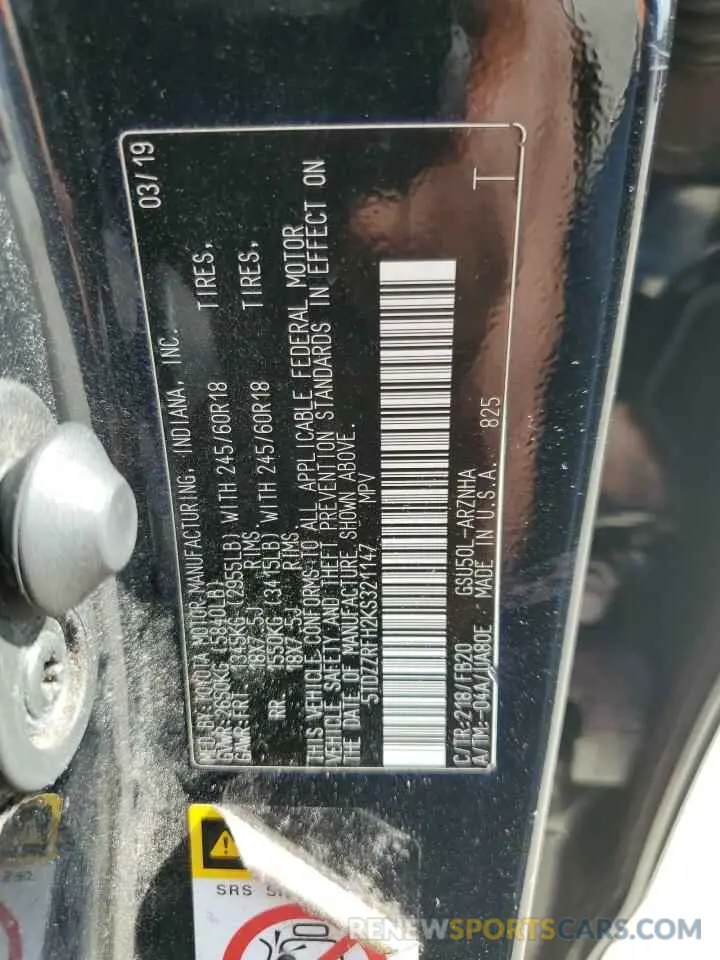 MFD.BY: TOYOTA MOTOR MANUFACTURING, INDIANA, INC. 03/19
GVWR:2650KG (5840LB)
GAWR:FRT. 1345KG (2955LB) WITH 245/60R18 TIRES,
18X7.5J RIMS
RR. 1550KG (3415LB) WITH 245/60R18 TIRES,
18X7.5J RIMS
THIS VEHICLE CONFORMS TO ALL APPLICABLE FEDERAL MOTOR
VEHICLE SAFETY AND THEFT PREVENTION STANDARDS IN EFFECT ON
THE DATE OF MANUFACTURE SHOWN ABOVE.
5TDZZRFH2KS321147 MPV
C/TR:218/FB20 GSU50L-ARZNHA T
A/TM:-04A/UA80E MADE IN U.S.A. 825
SRS
RENEWSPORTSCARS.COM